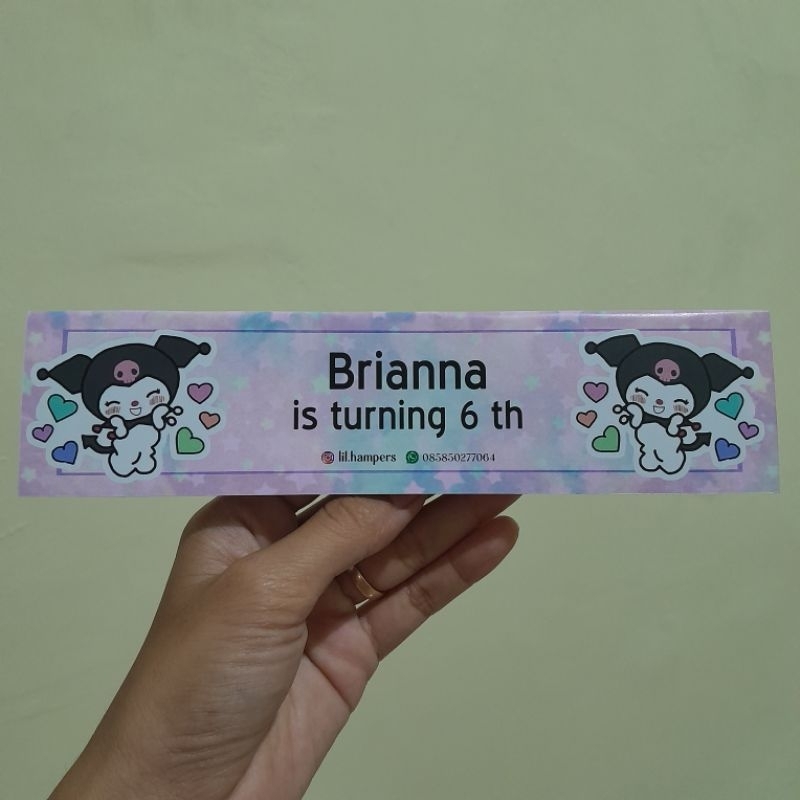 Brianna
is turning 6 th
lil.hampers 085850277064